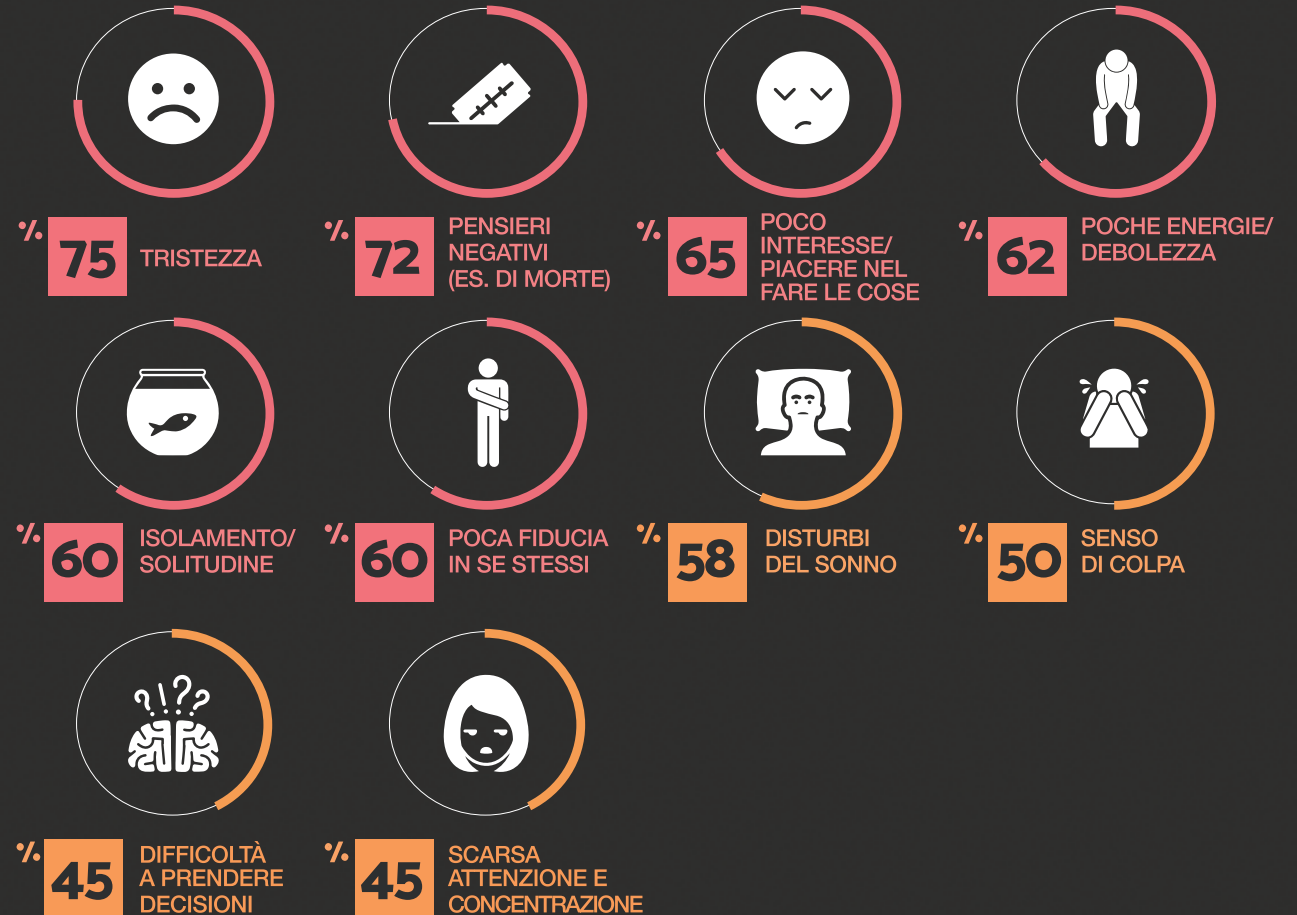 % 75 TRISTEZZA
% 72 PENSIERI
NEGATIVI
(ES. DI MORTE)
% 65 POCO
INTERESSE/
PIACERE NEL
FARE LE COSE
% 62 POCHE ENERGIE/
DEBOLEZZA
% 60 ISOLAMENTO/
SOLITUDINE
% 60 POCA FIDUCIA
IN SE STESSI
% 58 DISTURBI
DEL SONNO
% 50 SENSO
DI COLPA
% 45 DIFFICOLTÀ
A PRENDERE
DECISIONI
% 45 SCARSA
ATTENZIONE E
CONCENTRAZIONE